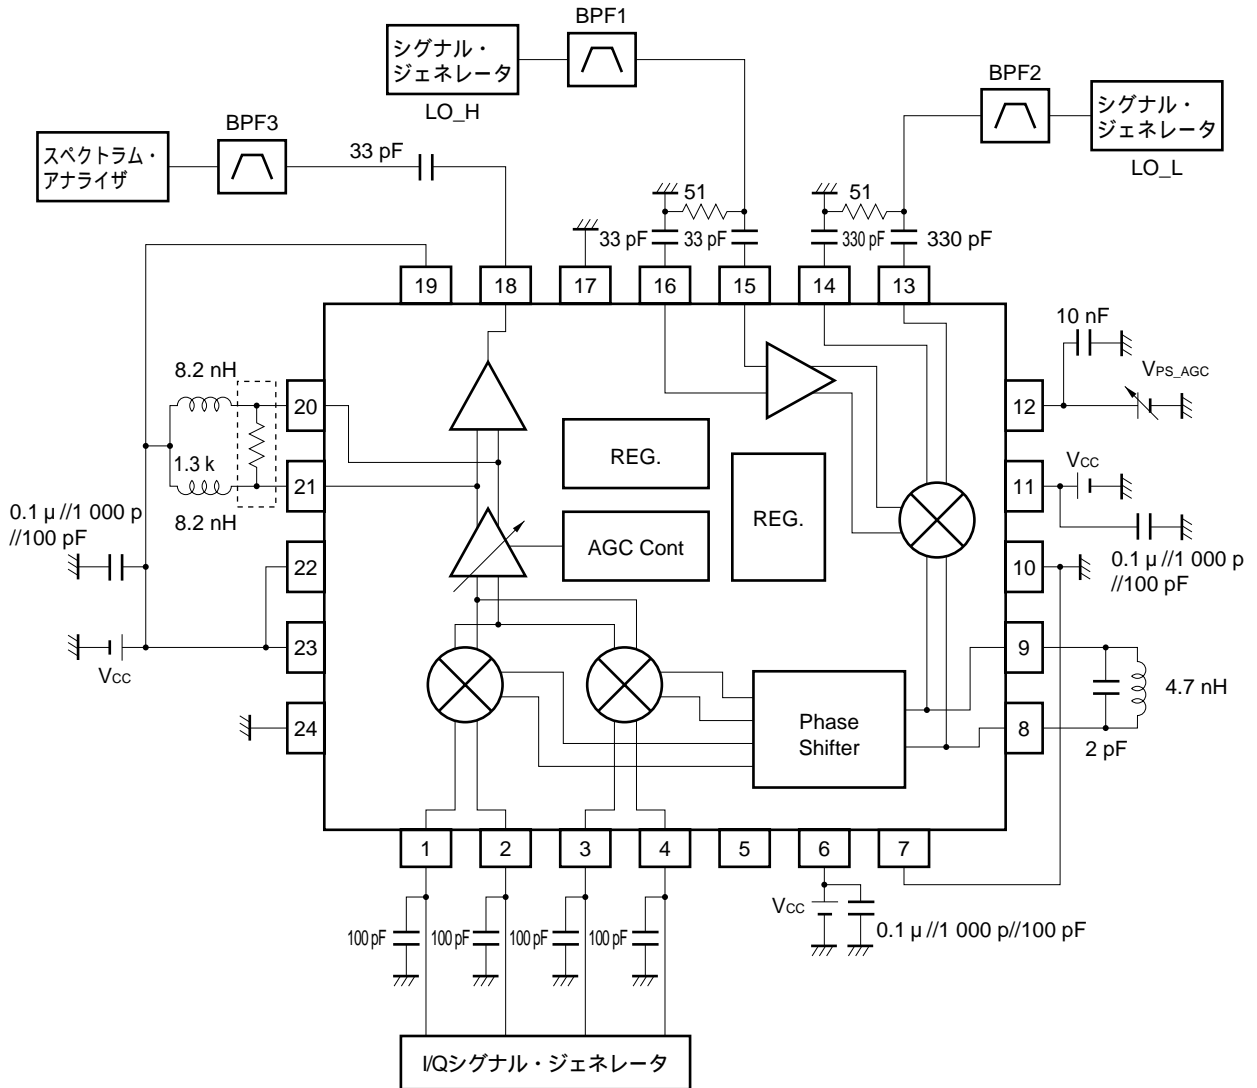 BPF1
シグナル・
ジェネレータ
LO_H
BPF2
シグナル・
ジェネレータ
LO_L
BPF3
スペクトラム・
アナライザ
33 pF
51
33 pF
33 pF
51
330 pF
330 pF
19
18
17
16
15
14
13
10 nF
VPS_AGC
12
8.2 nH
20
1.3 k
21
8.2 nH
REG.
REG.
VCC
11
0.1 μ//1 000 p
//100 pF
0.1 μ//1 000 p
//100 pF
AGC Cont
22
10
23
VCC
9
4.7 nH
24
Phase
Shifter
8
2 pF
1
2
3
4
5
6
7
VCC
0.1 μ//1 000 p//100 pF
100 pF
100 pF
100 pF
100 pF
I/Qシグナル・ジェネレータ